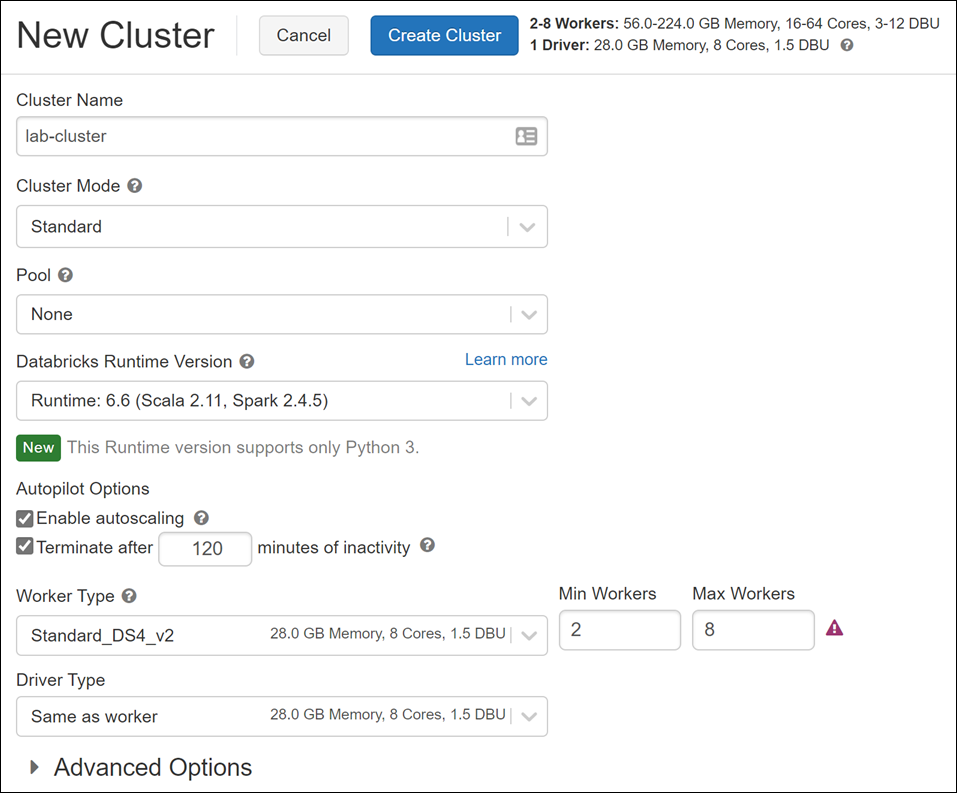 New Cluster
Cancel
Create Cluster
2-8 Workers: 56.0-224.0 GB Memory, 16-64 Cores, 3-12 DBU
1 Driver: 28.0 GB Memory, 8 Cores, 1.5 DBU ?
Cluster Name
lab-cluster
Cluster Mode ?
Standard
Pool ?
None
Databricks Runtime Version ?
Learn more
Runtime: 6.6 (Scala 2.11, Spark 2.4.5)
New This Runtime version supports only Python 3.
Autopilot Options
Enable autoscaling ?
Terminate after 120 minutes of inactivity ?
Worker Type ?
Standard_DS4_v2 28.0 GB Memory, 8 Cores, 1.5 DBU
Min Workers
2
Max Workers
8
Driver Type
Same as worker 28.0 GB Memory, 8 Cores, 1.5 DBU
Advanced Options